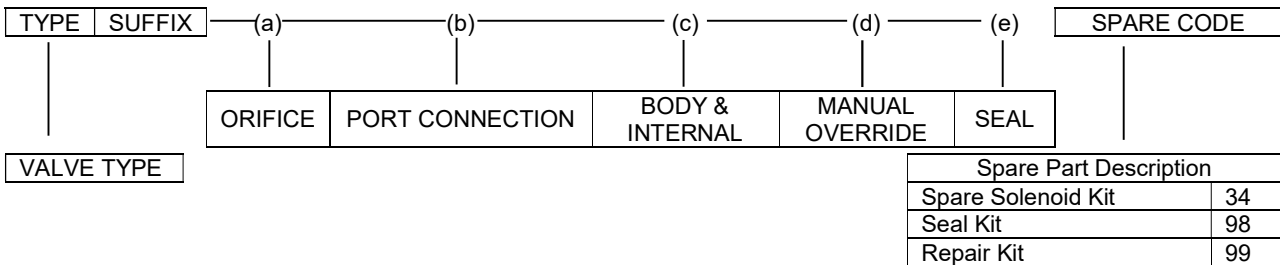 TYPE SUFFIX (a) (b) (c) (d) (e) SPARE CODE
ORIFICE PORT CONNECTION BODY & INTERNAL MANUAL OVERRIDE SEAL
VALVE TYPE
Spare Part Description
Spare Solenoid Kit 34
Seal Kit 98
Repair Kit 99